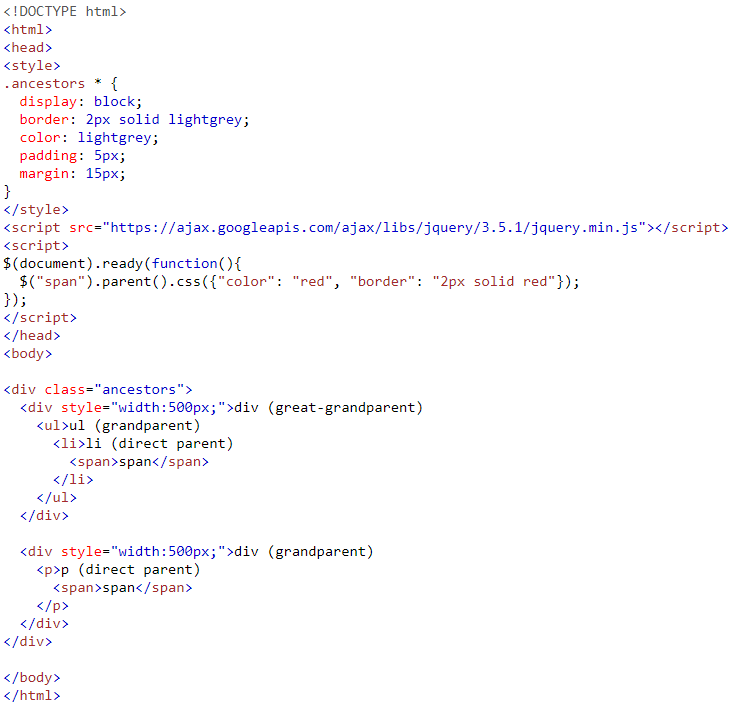 <!DOCTYPE html>
<html>
<head>
<style>
.ancestors * {
  display: block;
  border: 2px solid lightgrey;
  color: lightgrey;
  padding: 5px;
  margin: 15px;
}
</style>
<script src="https://ajax.googleapis.com/ajax/libs/jquery/3.5.1/jquery.min.js"></script>
<script>
$(document).ready(function(){
  $("span").parent().css({"color": "red", "border": "2px solid red"});
});
</script>
</head>
<body>

<div class="ancestors">
  <div style="width:500px;">div (great-grandparent)
    <ul>ul (grandparent)
      <li>li (direct parent)
        <span>span</span>
      </li>
    </ul>
  </div>

  <div style="width:500px;">div (grandparent)
    <p>p (direct parent)
      <span>span</span>
    </p>
  </div>
</div>

</body>
</html>